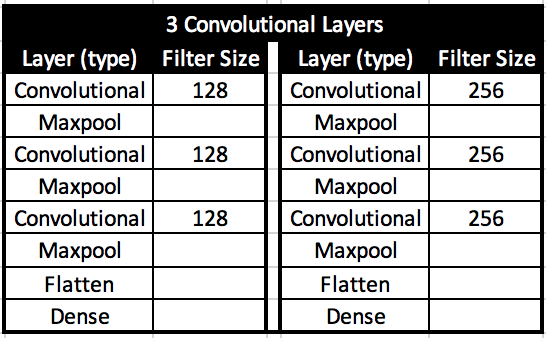 3 Convolutional Layers
Layer (type) Filter Size Layer (type) Filter Size
Convolutional 128 Convolutional 256
Maxpool Maxpool
Convolutional 128 Convolutional 256
Maxpool Maxpool
Convolutional 128 Convolutional 256
Maxpool Maxpool
Flatten Flatten
Dense Dense